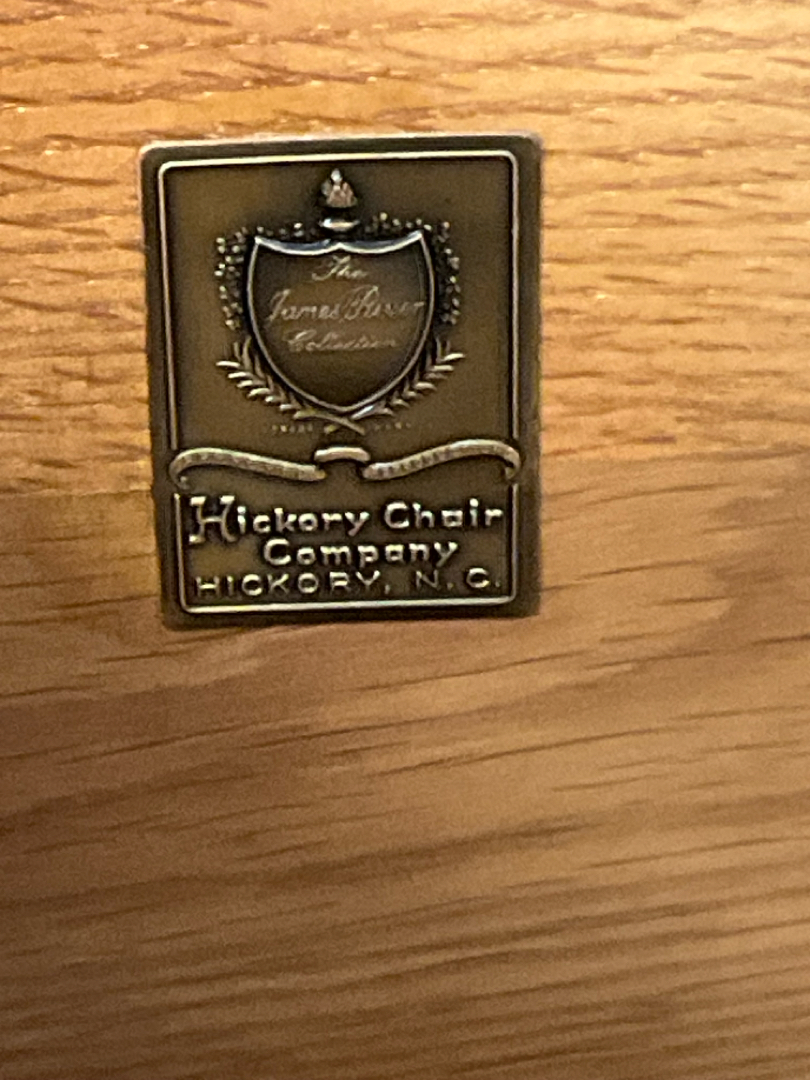 The
James River
Collection
Hickory Chair
Company
HICKORY, N. C.